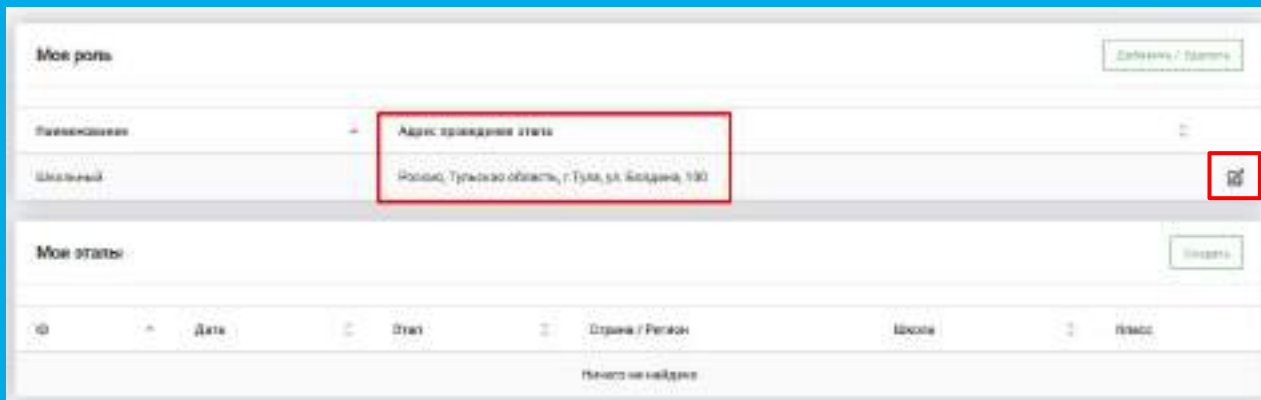 Моя роль
Добавить / Удалить
Наименование
Адрес проведения этапа
Школьный
Россия, Тульская область, г.Тула, ул. Болдина, 100
Мои этапы
Создать
ID Дата Этап Страна / Регион Школа Класс
Ничего не найдено